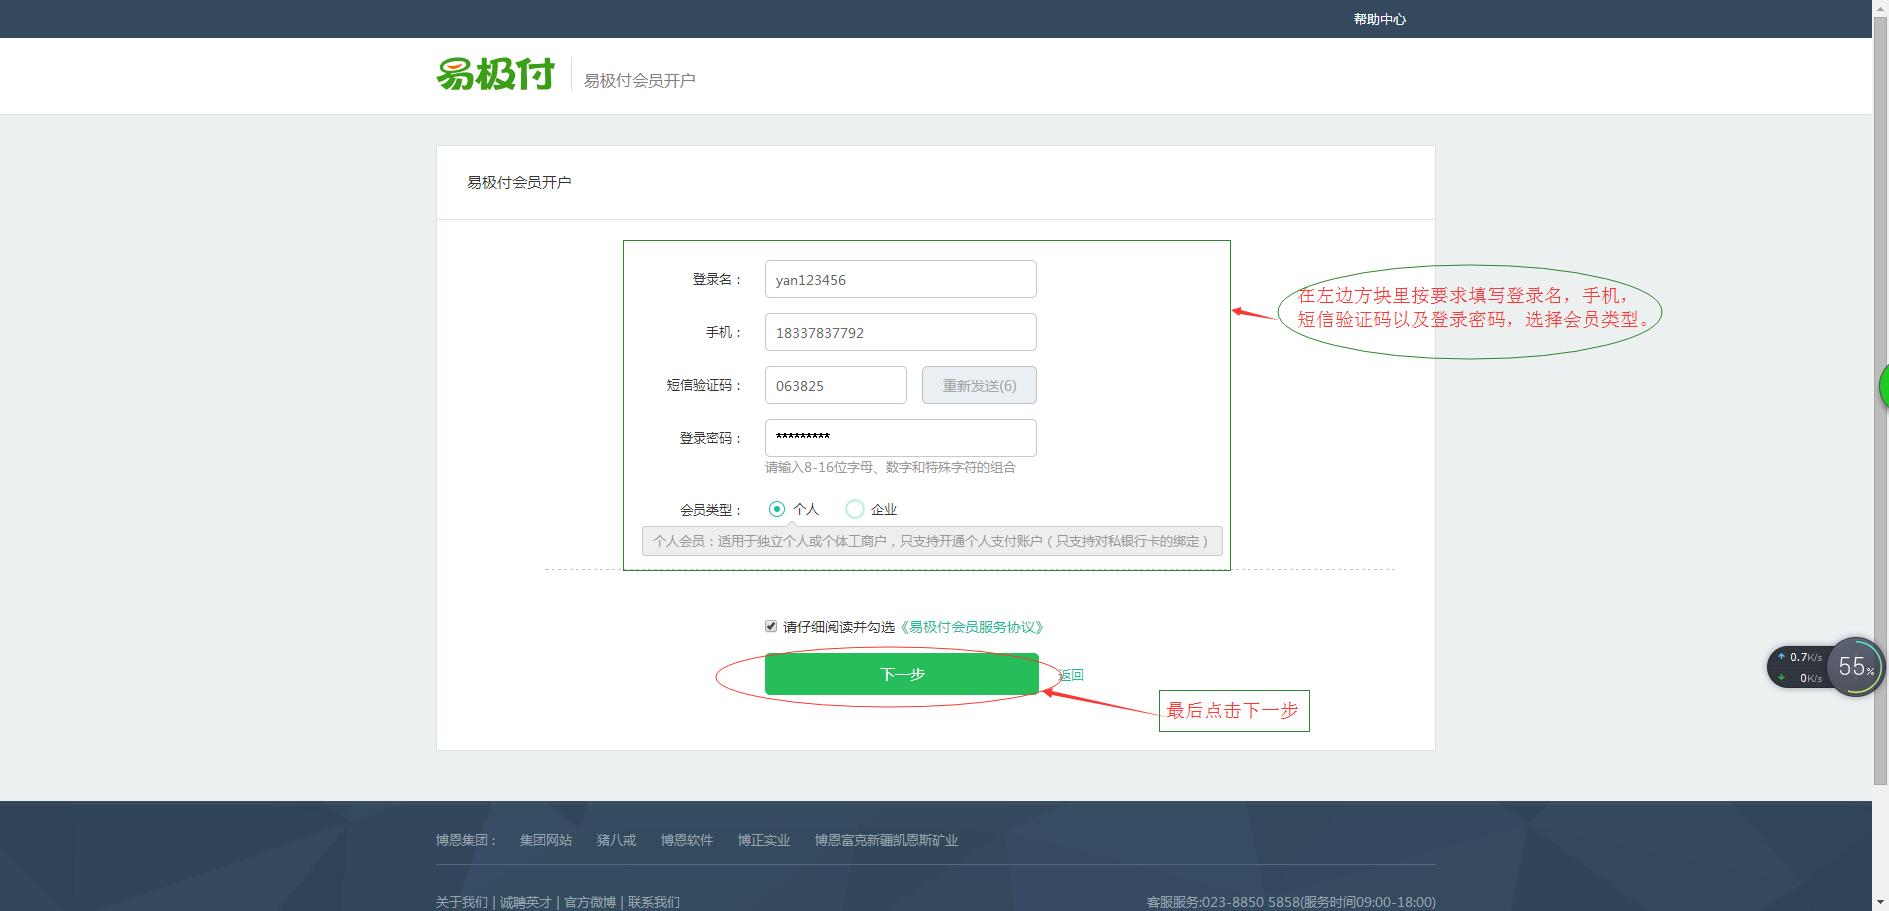 帮助中心
易极付 易极付会员开户
易极付会员开户
登录名： yan123456
在左边方块里按要求填写登录名，手机，
短信验证码以及登录密码，选择会员类型。
手机： 18337837792
短信验证码： 063825 重新发送(6)
登录密码： *********
请输入8-16位字母、数字和特殊字符的组合
会员类型： 个人 企业
个人会员：适用于独立个人或个体工商户，只支持开通个人支付账户（只支持对私银行卡的绑定）
请仔细阅读并勾选《易极付会员服务协议》
下一步 返回
最后点击下一步
0.7K/s
0K/s
55%
博恩集团： 集团网站 猪八戒 博恩软件 博正实业 博恩富克新疆凯恩斯矿业
关于我们 | 诚聘英才 | 官方微博 | 联系我们 客服服务:023-8850 5858(服务时间09:00-18:00)